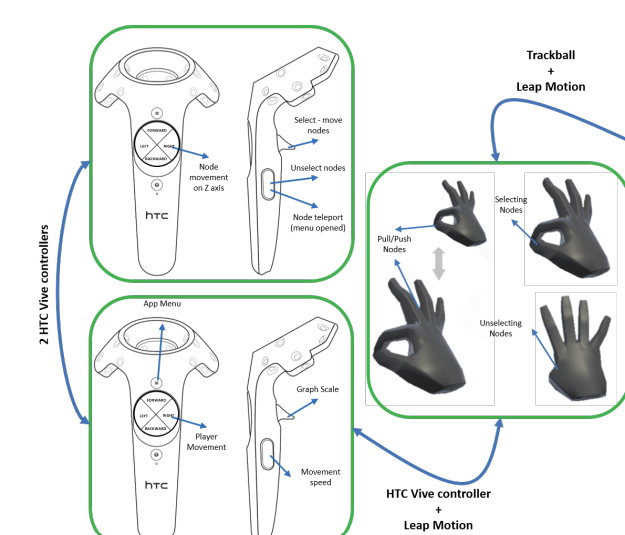 Trackball
+
Leap Motion
FORWARD
LEFT
RIGHT
BACKWARD
hTC
Node
movement
on Z axis
Select - move
nodes
Unselect nodes
Node teleport
(menu opened)
2 HTC Vive controllers
Selecting
Nodes
Pull/Push
Nodes
Unselecting
Nodes
App Menu
FORWARD
LEFT
RIGHT
BACKWARD
hTC
Player
Movement
Graph Scale
Movement
speed
HTC Vive controller
+
Leap Motion